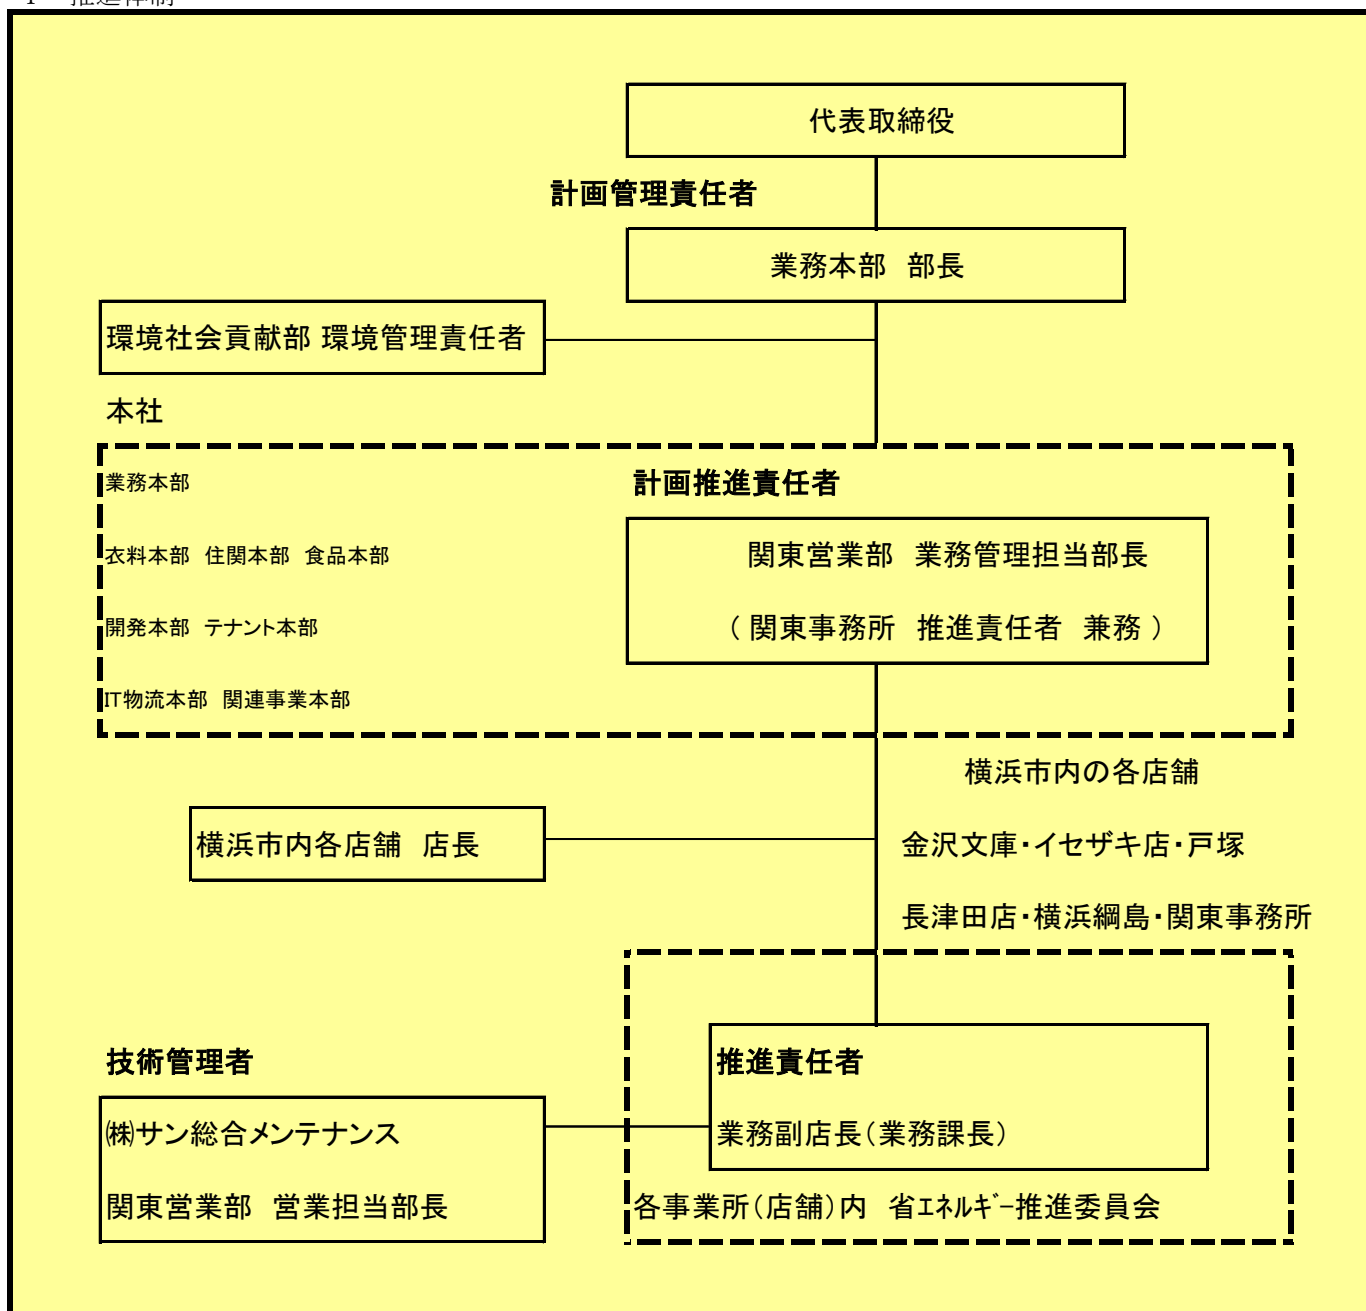 推進体制
代表取締役
計画管理責任者
業務本部　部長
環境社会貢献部 環境管理責任者
本社
業務本部
計画推進責任者
衣料本部　住関本部　食品本部
関東営業部　業務管理担当部長
開発本部　テナント本部
（ 関東事務所　推進責任者　兼務 ）
IT物流本部　関連事業本部
横浜市内の各店舗
横浜市内各店舗　店長
金沢文庫・イセザキ店・戸塚
長津田店・横浜綱島・関東事務所
技術管理者
推進責任者
㈱サン総合メンテナンス
業務副店長（業務課長）
関東営業部　営業担当部長
各事業所（店舗）内　省ｴﾈﾙｷﾞｰ推進委員会